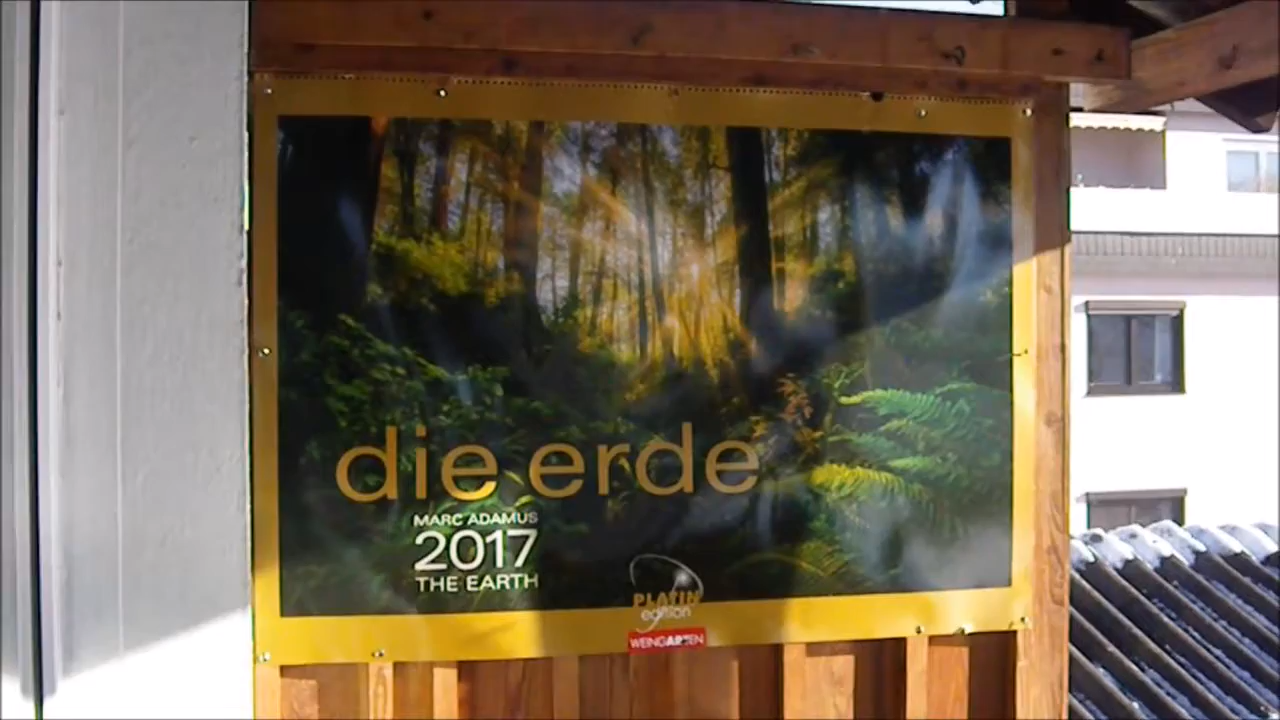 die erde
MARC ADAMUS
2017
THE EARTH
PLATIN
edition
WEINGARTEN